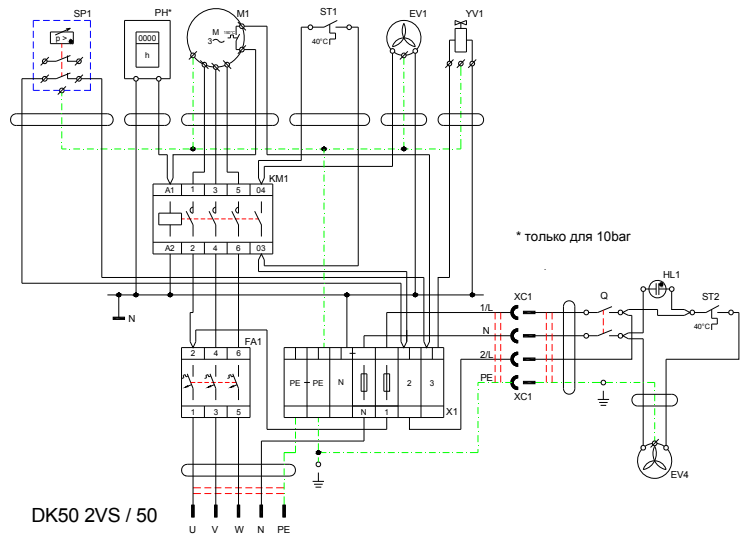 SP1 PH* M1 ST1 EV1 YV1
p >
0000
h
M
3~
40°C
KM1
A1 1 3 5 04
A2 2 4 6 03
* только для 10bar
N
HL1
XC1 Q ST2
1/L
N
2/L
PE
XC1
40°C
FA1
2 4 6
1 3 5
PE PE N 2 3
N 1
X1
EV4
DK50 2VS / 50
U V W N PE